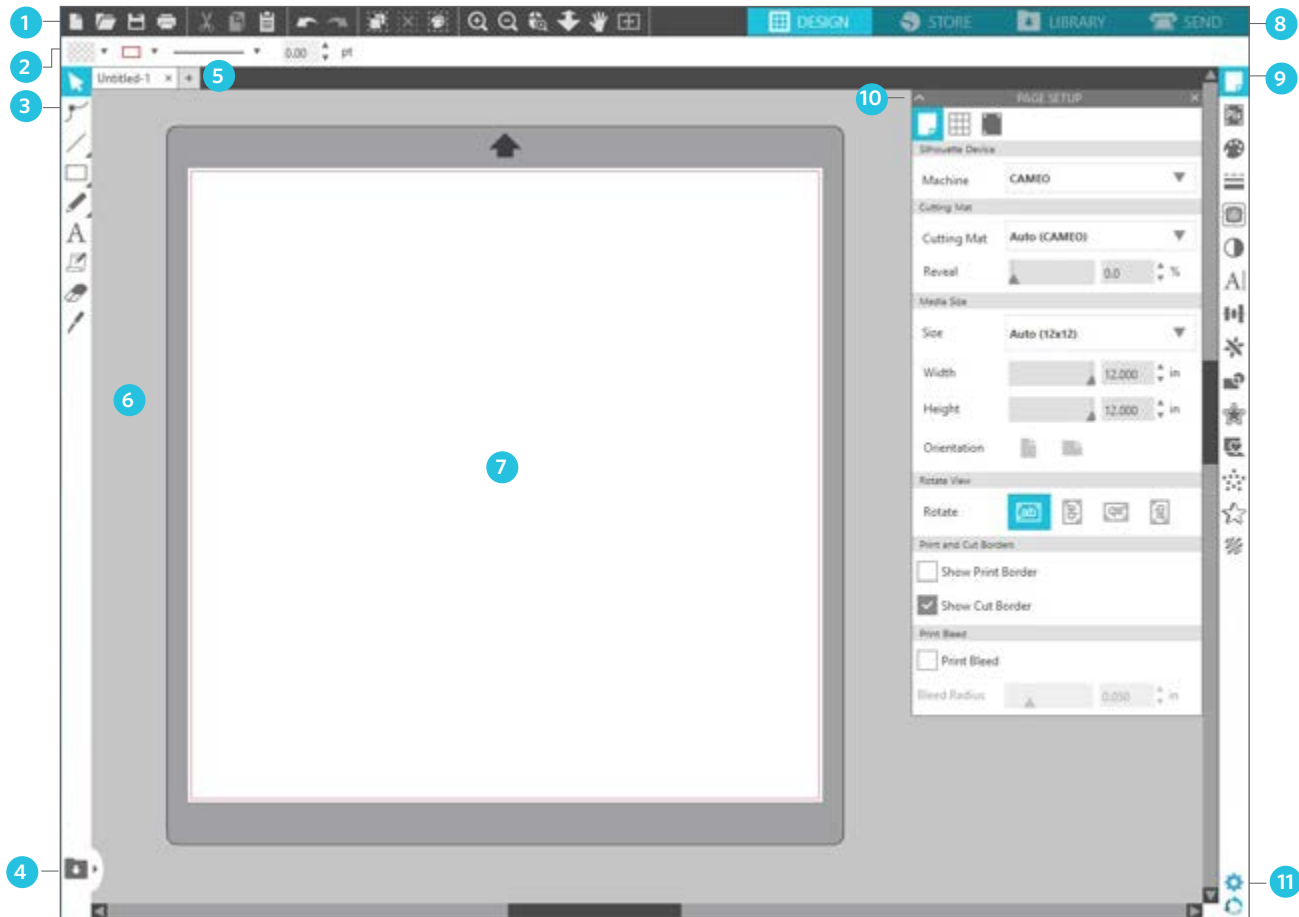 1
DESIGN STORE LIBRARY SEND
8
2
0.00 pt
Untitled-1 × +
5
9
3
10
PAGE SETUP
Silhouette Device
Machine CAMEO
Cutting Mat
Cutting Mat Auto (CAMEO)
Reveal 0.0 %
Media Size
Size Auto (12x12)
Width 12.000 in
Height 12.000 in
6
7
Orientation
Rotate View
Rotate
Print and Cut Borders
Show Print Border
Show Cut Border
Print Bleed
Print Bleed
Bleed Radius 0.050 in
4
11